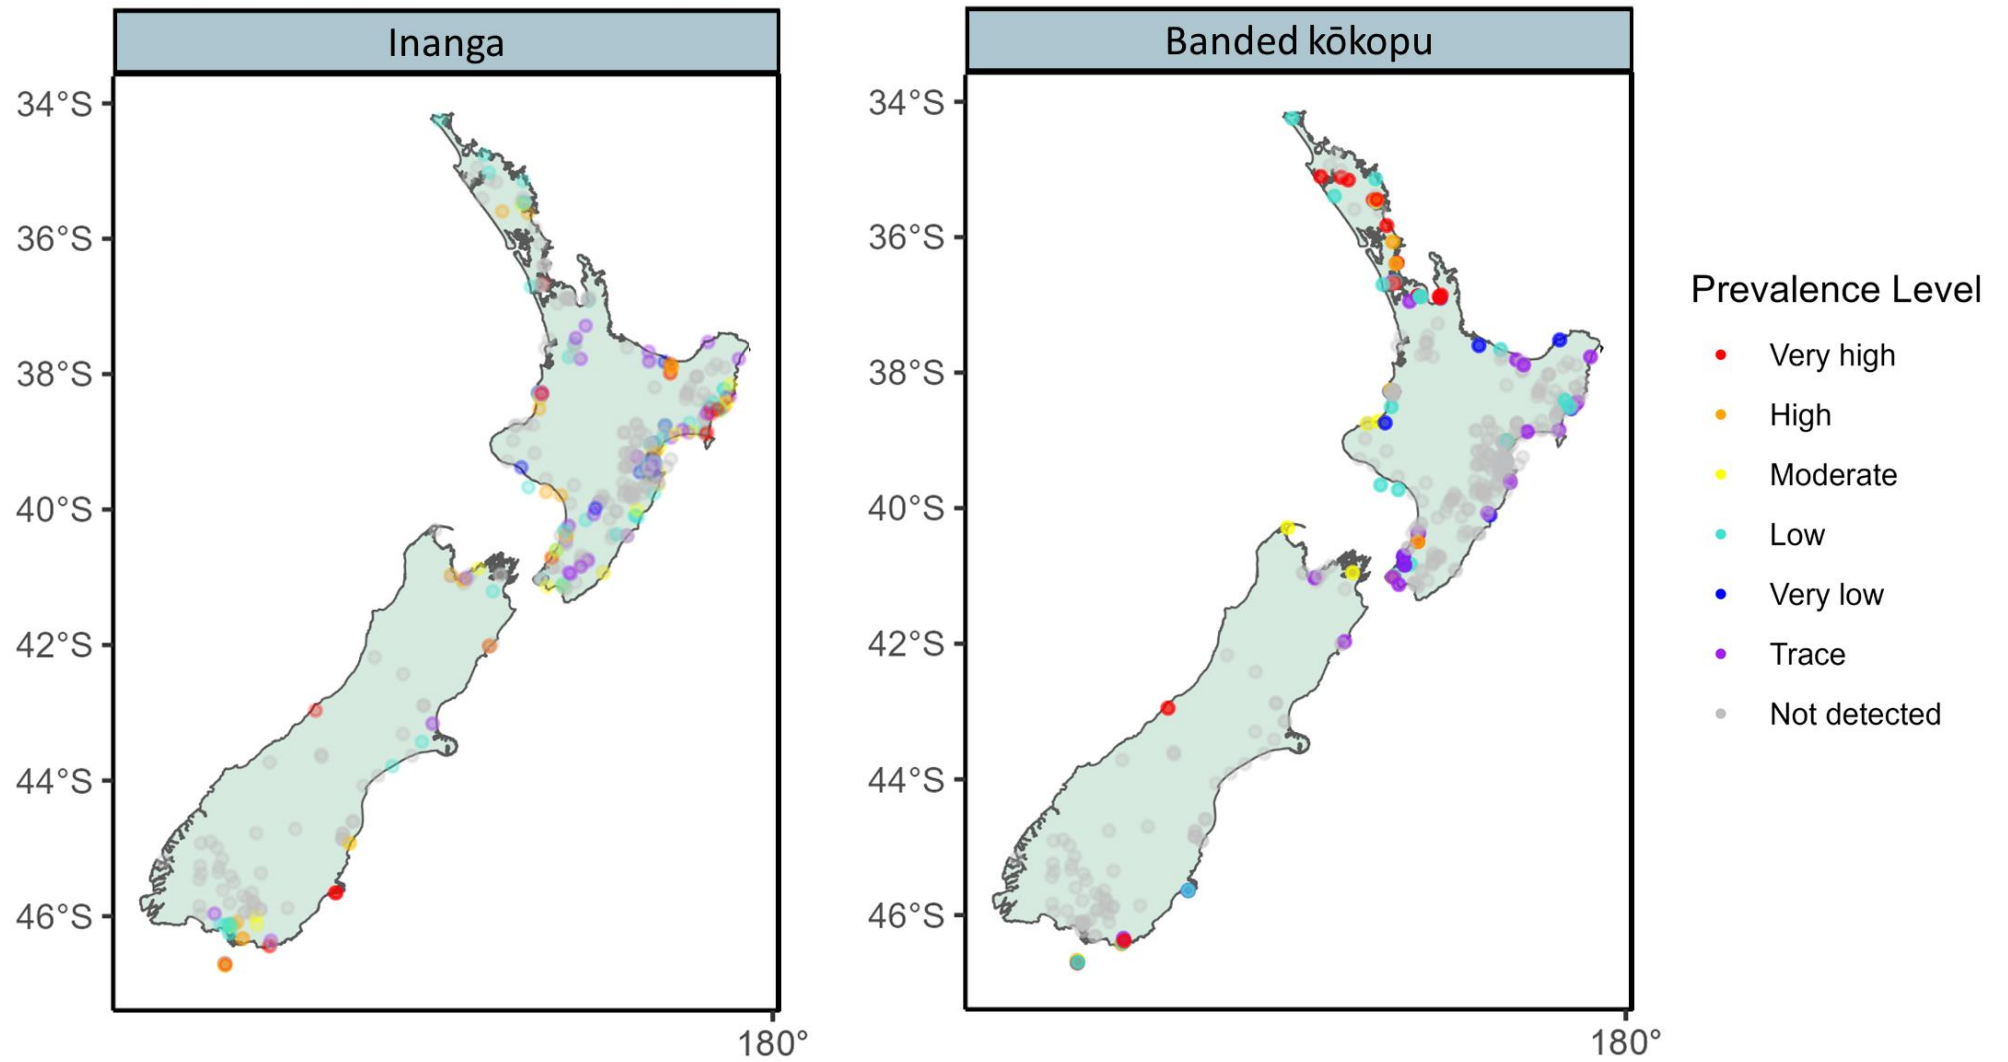 Inanga
34°S
36°S
38°S
40°S
42°S
44°S
46°S
180°
Banded kōkopu
34°S
36°S
38°S
40°S
42°S
44°S
46°S
180°
Prevalence Level
Very high
High
Moderate
Low
Very low
Trace
Not detected